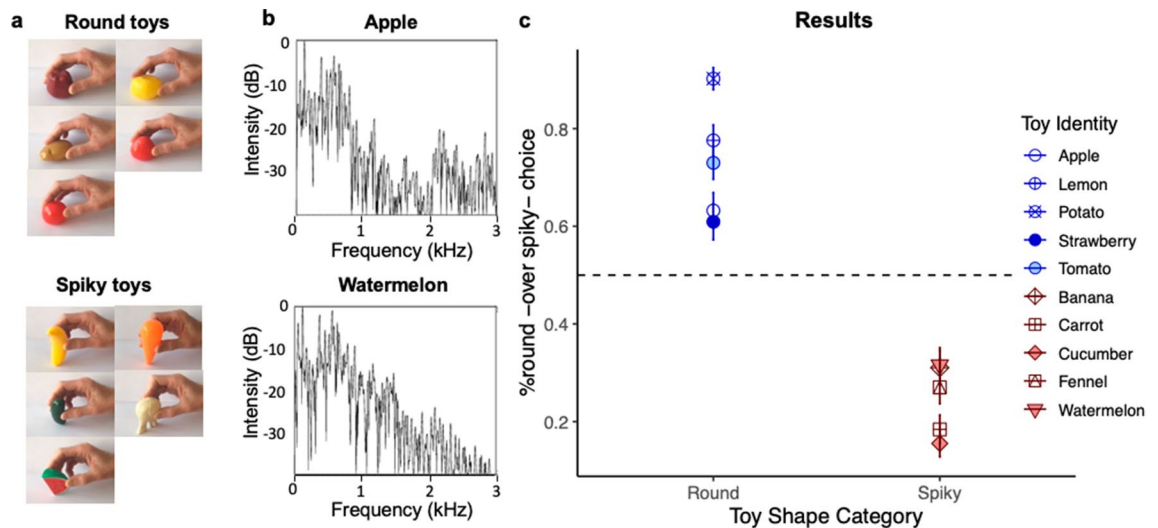 a
Round toys
Spiky toys
b
Apple
Intensity (dB)
0
-10
-20
-30
0
1
2
3
Frequency (kHz)
Watermelon
Intensity (dB)
0
-10
-20
-30
0
1
2
3
Frequency (kHz)
c
Results
%round –over spiky– choice
0.8
0.6
0.4
0.2
Round
Spiky
Toy Shape Category
Toy Identity
Apple
Lemon
Potato
Strawberry
Tomato
Banana
Carrot
Cucumber
Fennel
Watermelon